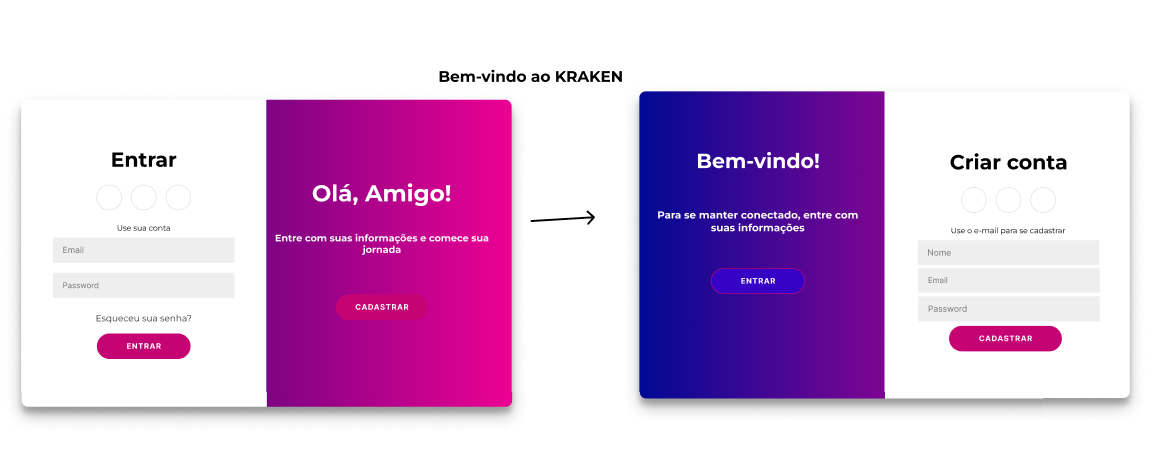 Bem-vindo ao KRAKEN
Entrar
Use sua conta
Email
Password
Esqueceu sua senha?
ENTRAR
Olá, Amigo!
Entre com suas informações e comece sua
jornada
CADASTRAR
Bem-vindo!
Para se manter conectado, entre com
suas informações
ENTRAR
Criar conta
Use o e-mail para se cadastrar
Nome
Email
Password
CADASTRAR